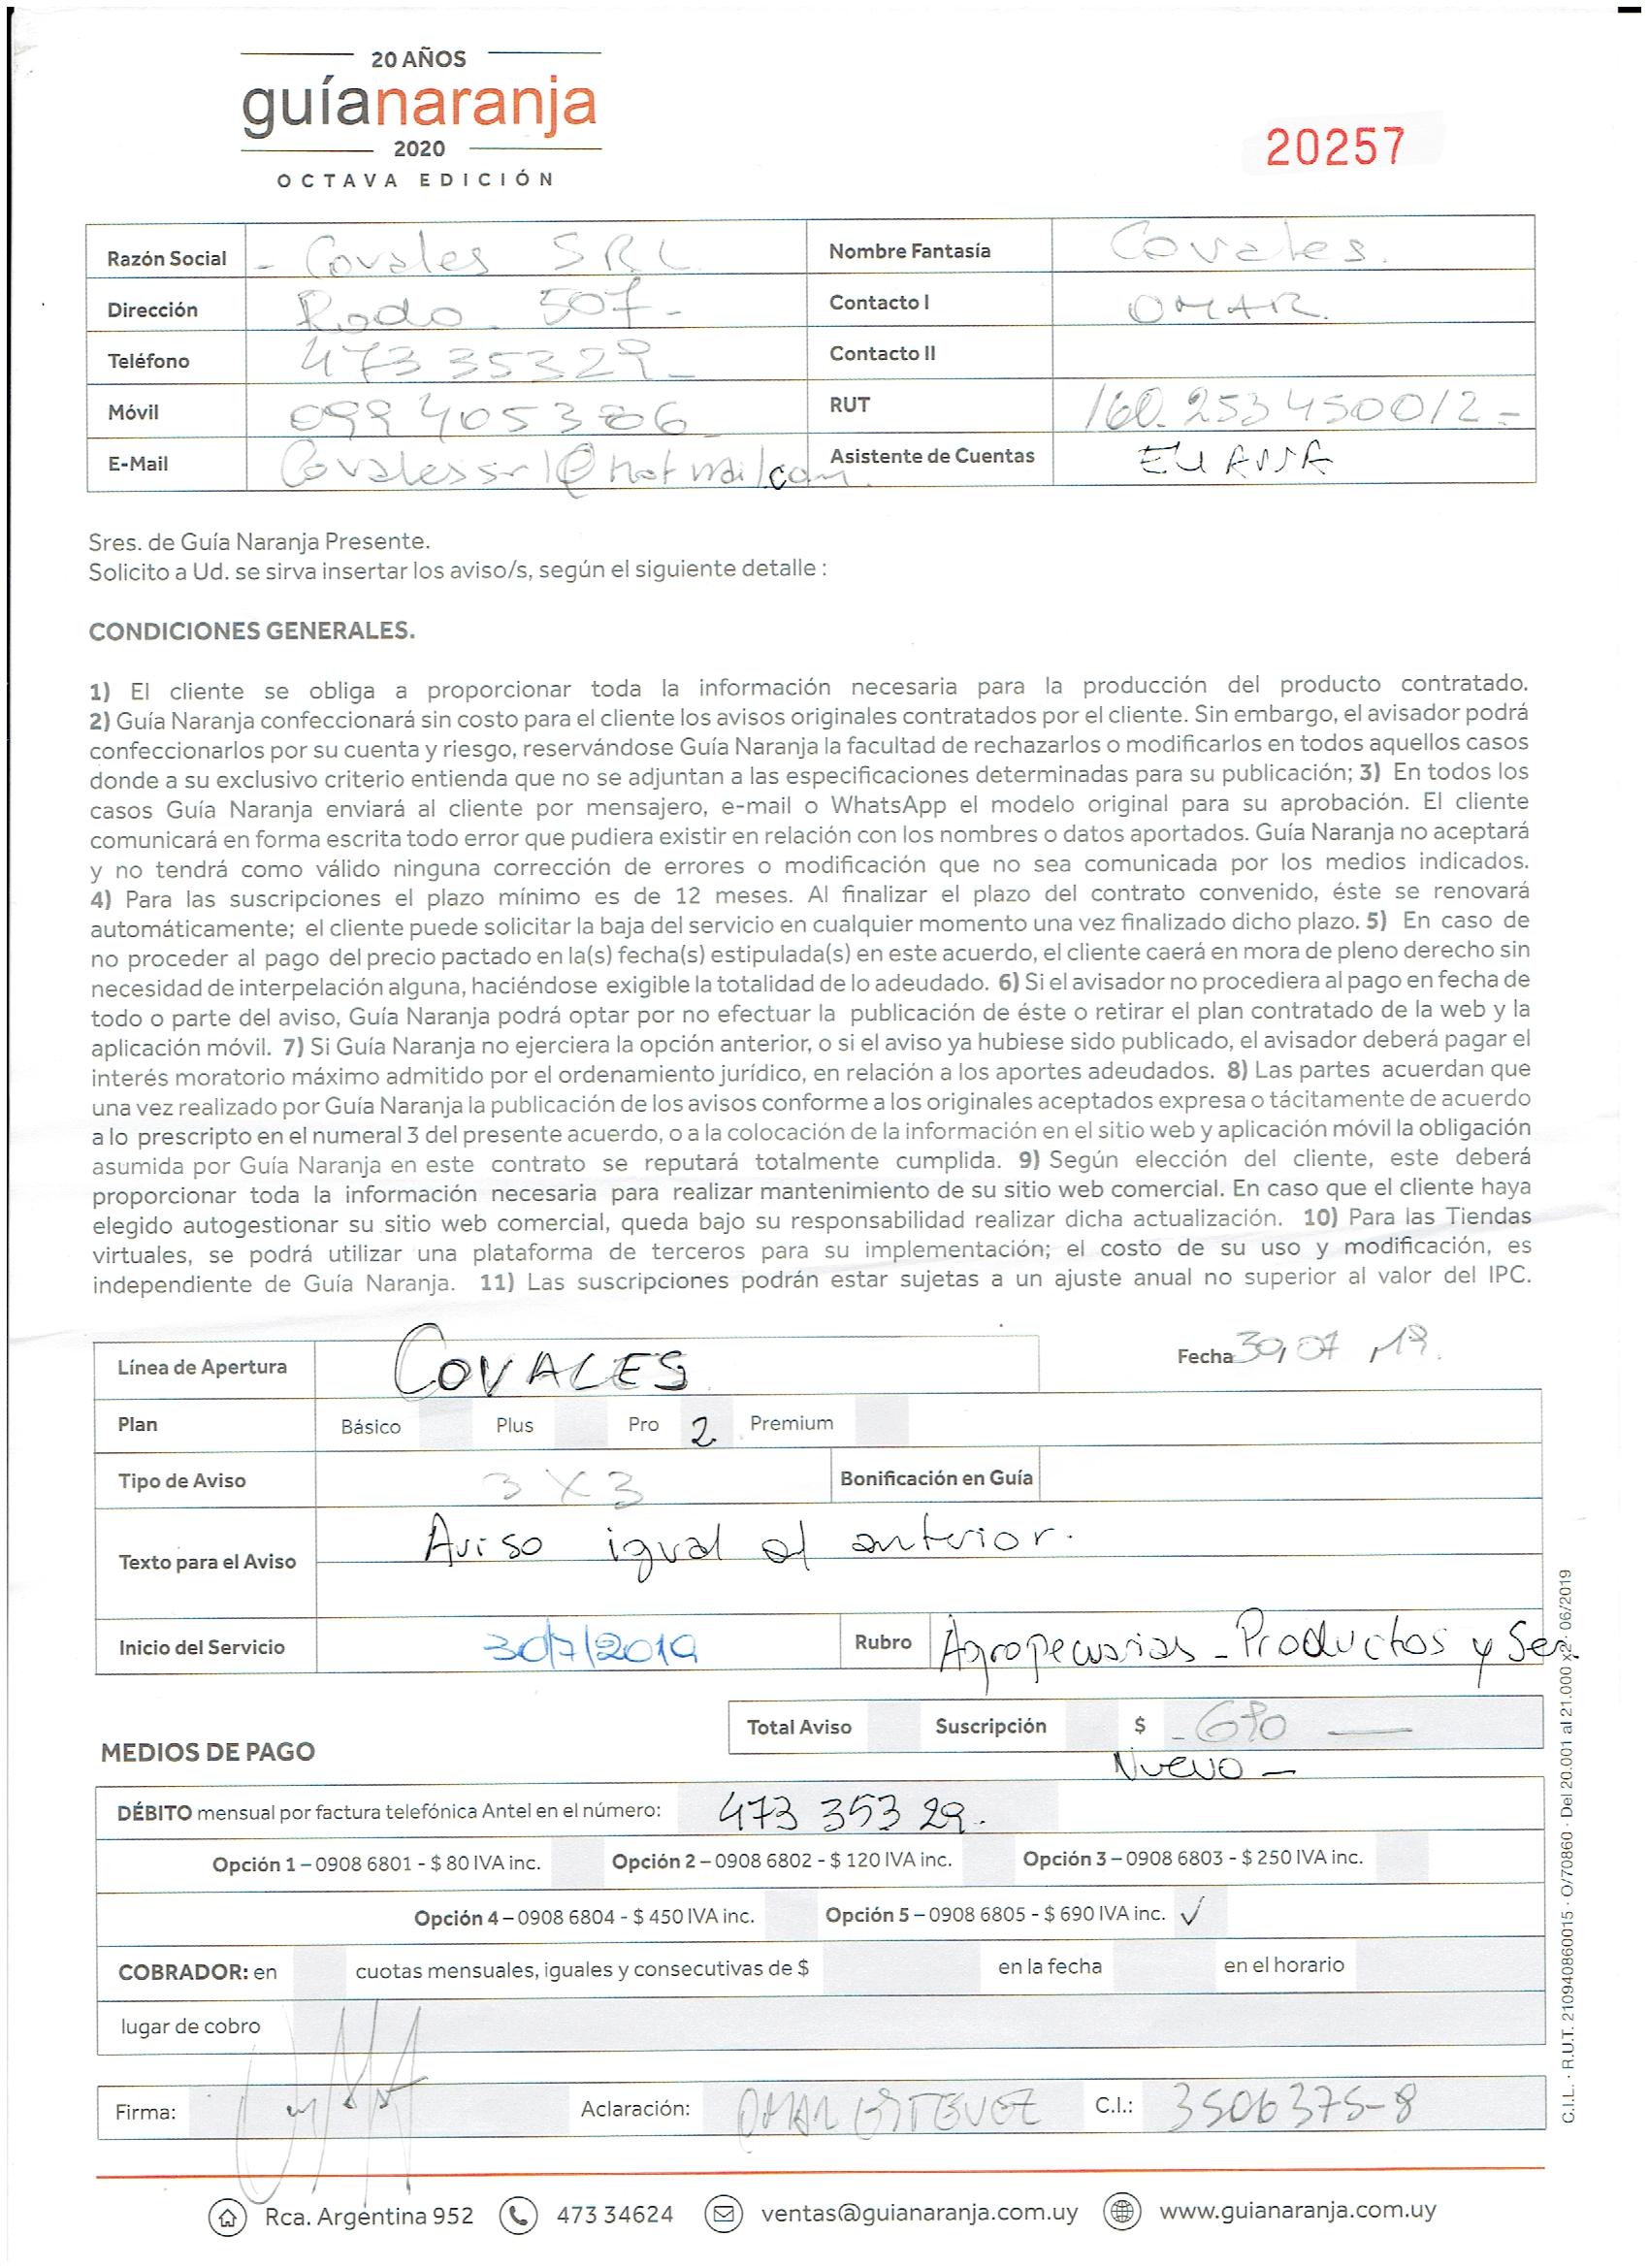 20 AÑOS
guíanaranja
2020
OCTAVA EDICIÓN
20257
Razón Social - Covales SRL Nombre Fantasía Covales.
Dirección Rodo 507- Contacto I OMAR.
Teléfono 473 35329- Contacto II
Móvil RUT 160.253450012-
E-Mail Covalessrl@hotmail.com Asistente de Cuentas
Sres. de Guía Naranja Presente.
Solicito a Ud. se sirva insertar los aviso/s, según el siguiente detalle :
CONDICIONES GENERALES.
1) El cliente se obliga a proporcionar toda la información necesaria para la producción del producto contratado.
2) Guía Naranja confeccionará sin costo para el cliente los avisos originales contratados por el cliente. Sin embargo, el avisador podrá
confeccionarlos por su cuenta y riesgo, reservándose Guía Naranja la facultad de rechazarlos o modificarlos en todos aquellos casos
donde a su exclusivo criterio entienda que no se adjuntan a las especificaciones determinadas para su publicación; 3) En todos los
casos Guía Naranja enviará al cliente por mensajero, e-mail o WhatsApp el modelo original para su aprobación. El cliente
comunicará en forma escrita todo error que pudiera existir en relación con los nombres o datos aportados. Guía Naranja no aceptará
y no tendrá como válido ninguna corrección de errores o modificación que no sea comunicada por los medios indicados.
4) Para las suscripciones el plazo mínimo es de 12 meses. Al finalizar el plazo del contrato convenido, éste se renovará
automáticamente; el cliente puede solicitar la baja del servicio en cualquier momento una vez finalizado dicho plazo. 5) En caso de
no proceder al pago del precio pactado en la(s) fecha(s) estipulada(s) en este acuerdo, el cliente caerá en mora de pleno derecho sin
necesidad de interpelación alguna, haciéndose exigible la totalidad de lo adeudado. 6) Si el avisador no procediera al pago en fecha de
todo o parte del aviso, Guía Naranja podrá optar por no efectuar la publicación de éste o retirar el plan contratado de la web y la
aplicación móvil. 7) Si Guía Naranja no ejerciera la opción anterior, o si el aviso ya hubiese sido publicado, el avisador deberá pagar el
interés moratorio máximo admitido por el ordenamiento jurídico, en relación a los aportes adeudados. 8) Las partes acuerdan que
una vez realizado por Guía Naranja la publicación de los avisos conforme a los originales aceptados expresa o tácitamente de acuerdo
a lo prescripto en el numeral 3 del presente acuerdo, o a la colocación de la información en el sitio web y aplicación móvil la obligación
asumida por Guía Naranja en este contrato se reputará totalmente cumplida. 9) Según elección del cliente, este deberá
proporcionar toda la información necesaria para realizar mantenimiento de su sitio web comercial. En caso que el cliente haya
elegido autogestionar su sitio web comercial, queda bajo su responsabilidad realizar dicha actualización. 10) Para las Tiendas
virtuales, se podrá utilizar una plataforma de terceros para su implementación; el costo de su uso y modificación, es
independiente de Guía Naranja. 11) Las suscripciones podrán estar sujetas a un ajuste anual no superior al valor del IPC.
Línea de Apertura COVALES Fecha 30, 07, 19.
Plan Básico Plus Pro 2 Premium
Tipo de Aviso 3 X 3 Bonificación en Guía
Texto para el Aviso Aviso igual al anterior.
Inicio del Servicio 30/7/2019 Rubro Agropecuarias - Productos y Ser
Total Aviso Suscripción $ - 690 —
MEDIOS DE PAGO
Nuevo -
DÉBITO mensual por factura telefónica Antel en el número: 473 353 29.
Opción 1 – 0908 6801 - $ 80 IVA inc. Opción 2 – 0908 6802 - $ 120 IVA inc. Opción 3 – 0908 6803 - $ 250 IVA inc.
Opción 4 – 0908 6804 - $ 450 IVA inc. Opción 5 – 0908 6805 - $ 690 IVA inc. ✓
COBRADOR: en cuotas mensuales, iguales y consecutivas de $ en la fecha en el horario
lugar de cobro
Firma: Aclaración: OMAR ESTEVEZ C.I.: 3506375-8
Rca. Argentina 952 473 34624 ventas@guianaranja.com.uy www.guianaranja.com.uy
C.I.L. · R.U.T. 210940860015 · O/70860 · Del 20.001 al 21.000 x2 · 06/2019